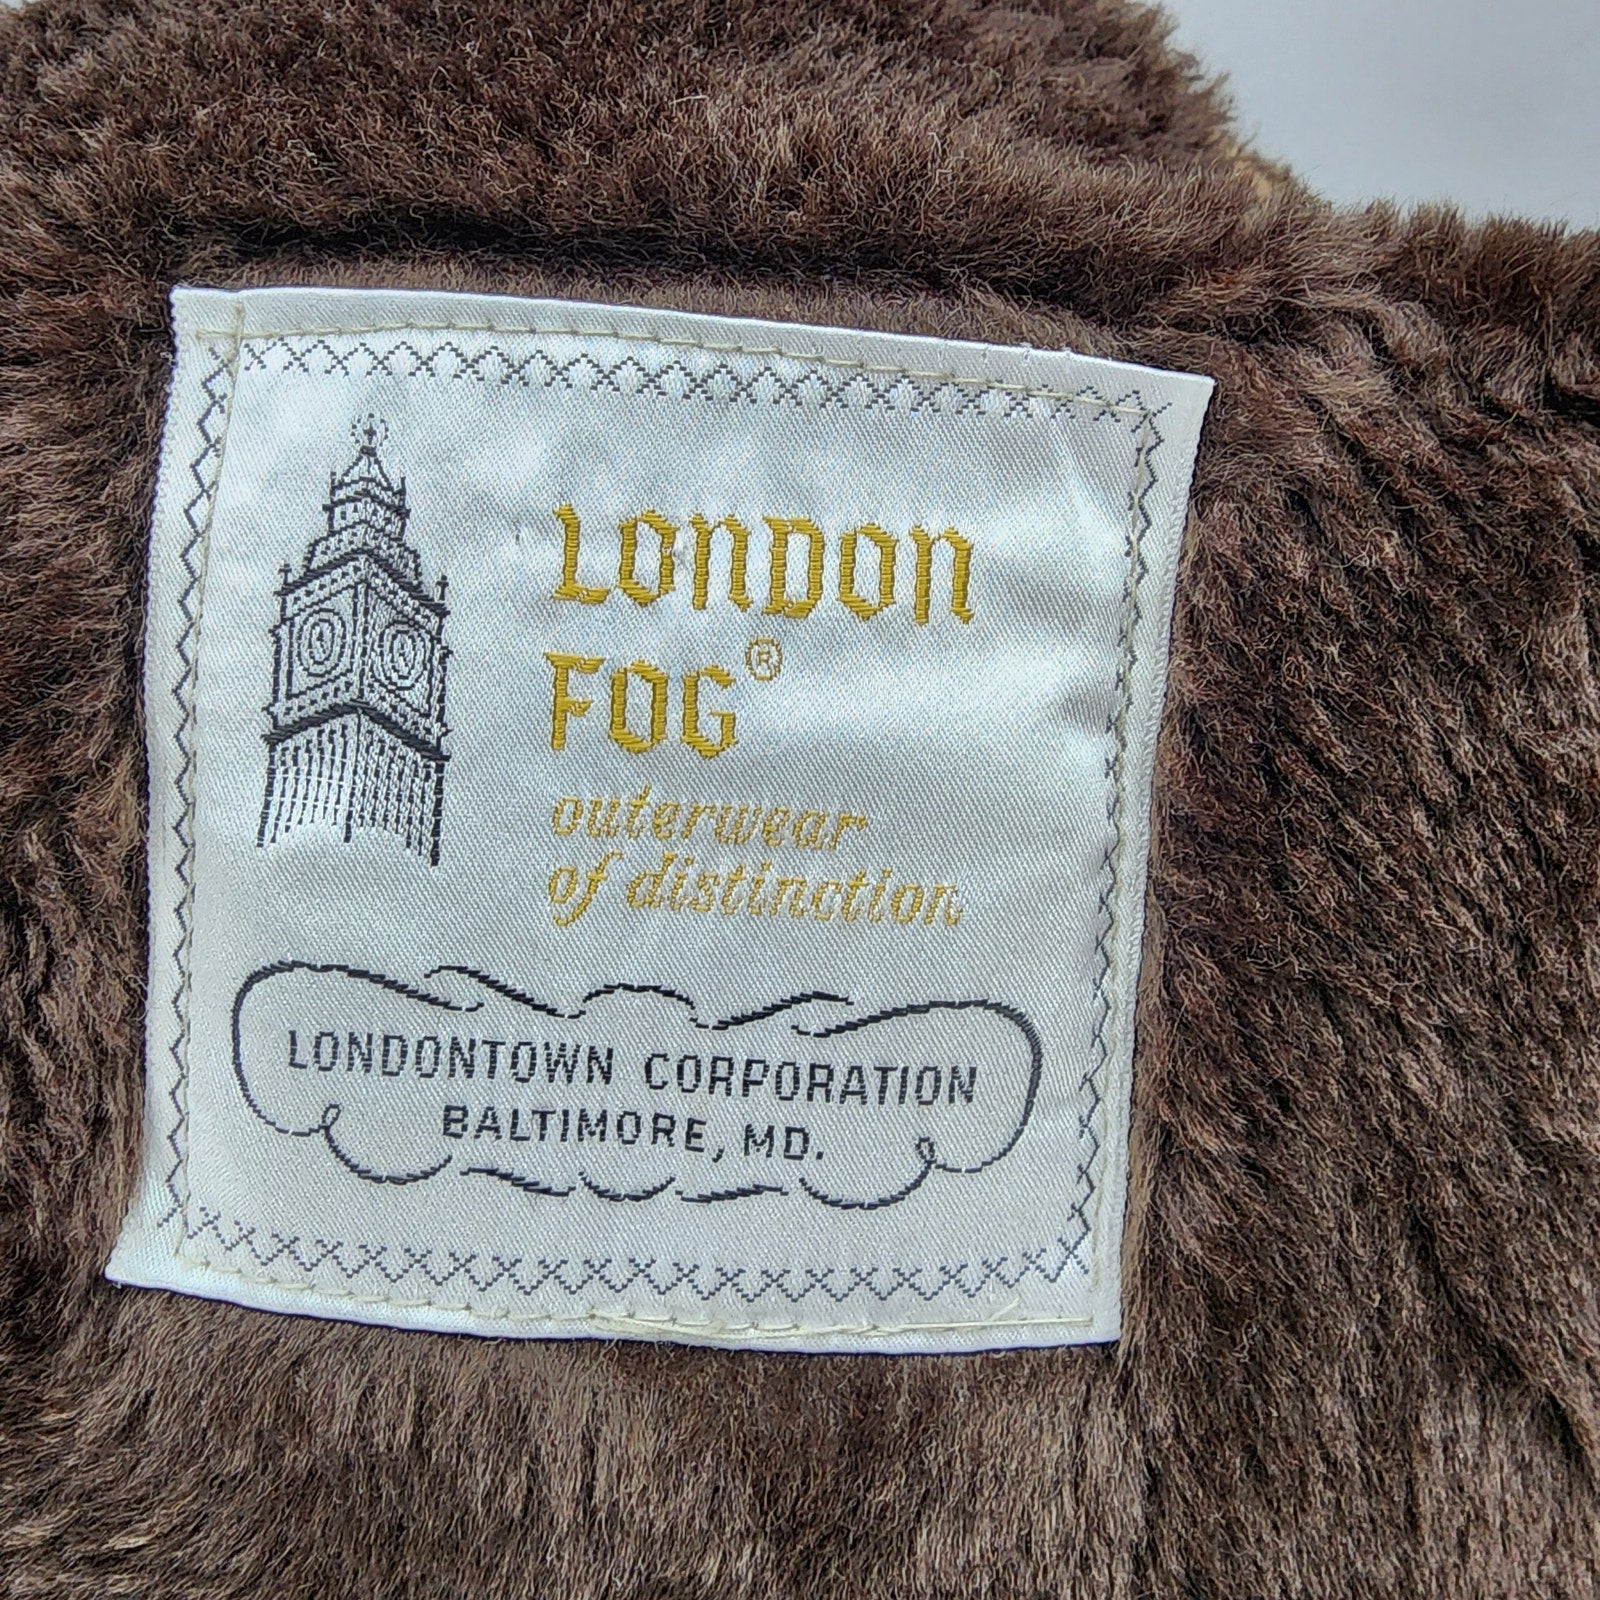 LONDON
FOG®
outerwear
of distinction
LONDONTOWN CORPORATION
BALTIMORE, MD.